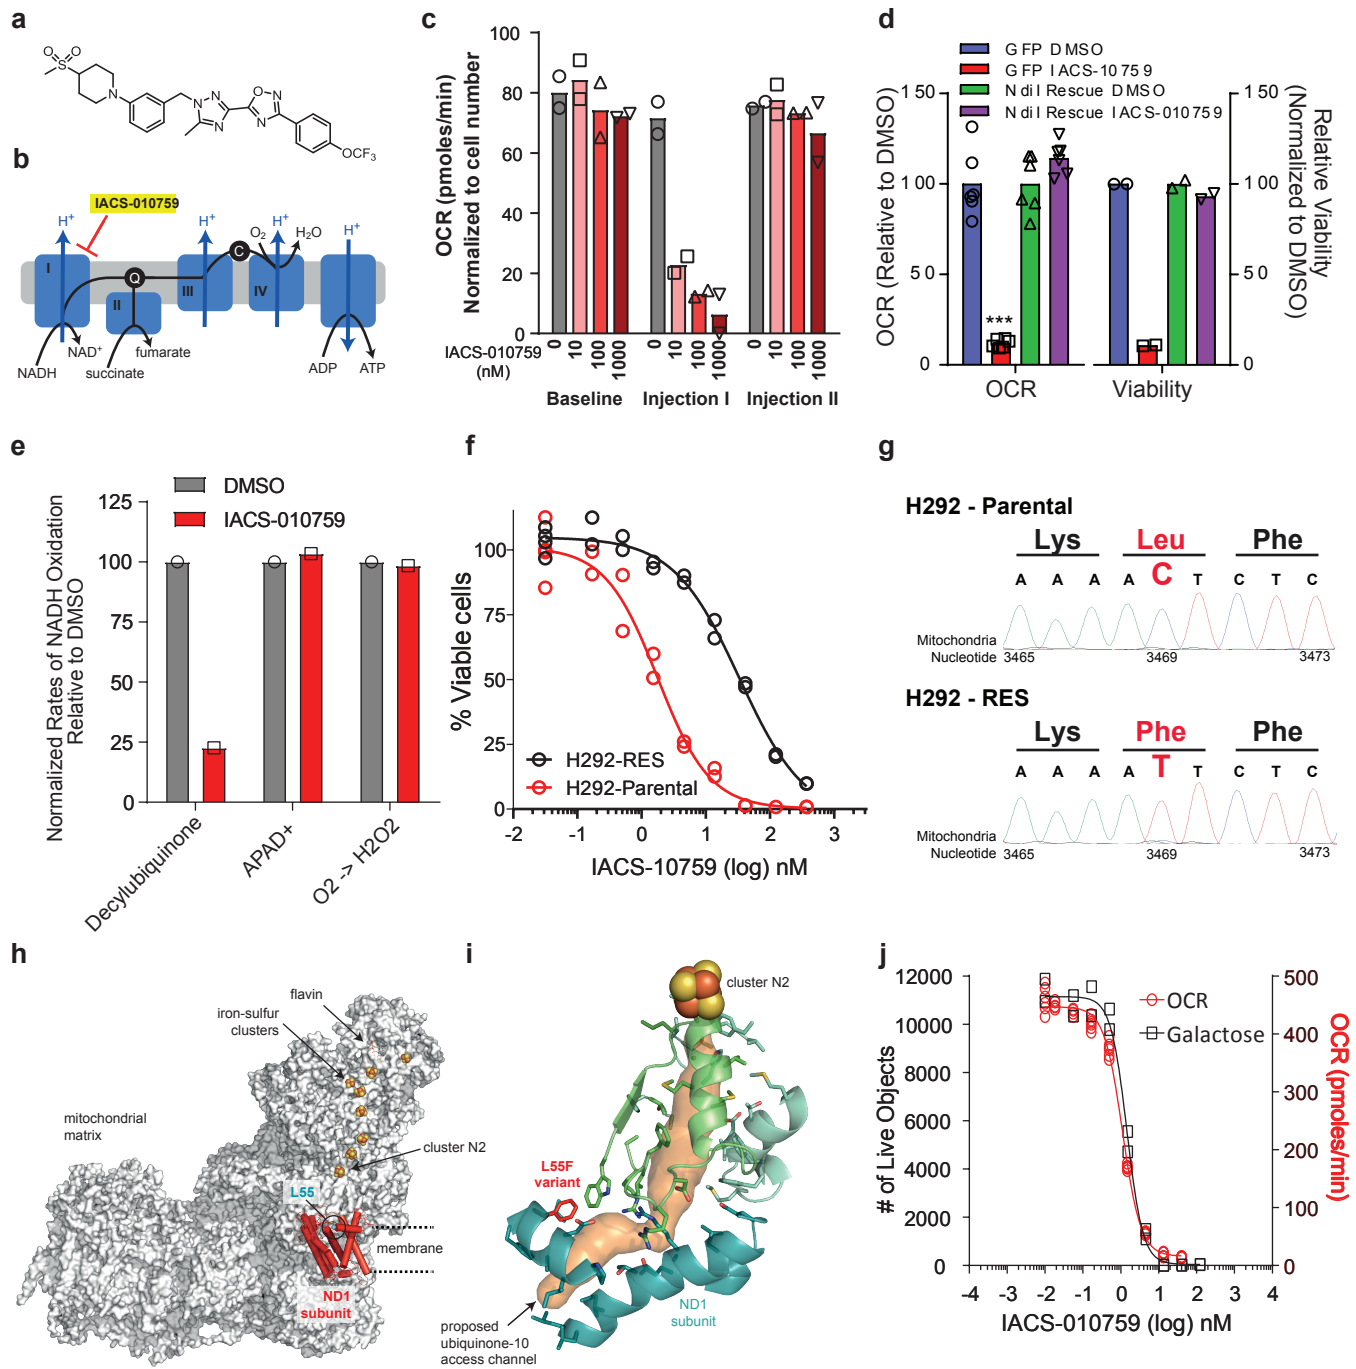 a
O
O
S
N
N
N
N
O
N
N
OCF3
b
IACS-010759
H+
H+
H+
H+
O2
H2O
I
II
III
IV
Q
C
NADH
NAD+
succinate
fumarate
ADP
ATP
c
OCR (pmoles/min)
Normalized to cell number
100
80
60
40
20
0
IACS-010759
(nM)
0
10
100
1000
0
10
100
1000
0
10
100
1000
Baseline
Injection I
Injection II
d
GFP DMSO
GFP IACS-10759
Ndi1 Rescue DMSO
Ndi1 Rescue IACS-010759
OCR (Relative to DMSO)
150
100
50
0
***
OCR
Viability
150
100
50
0
Relative Viability
(Normalized to DMSO)
e
DMSO
IACS-010759
Normalized Rates of NADH Oxidation
Relative to DMSO
125
100
75
50
25
0
Decylubiquinone
APAD+
O2 -> H2O2
f
% Viable cells
100
50
25
0
H292-RES
H292-Parental
-2
-1
0
1
2
3
IACS-10759 (log) nM
g
H292 - Parental
Lys
Leu
Phe
A A A A C T C T C
Mitochondria
Nucleotide 3465 3469 3473
H292 - RES
Lys
Phe
Phe
A A A A T T C T C
Mitochondria
Nucleotide 3465 3469 3473
h
flavin
iron-sulfur
clusters
mitochondrial
matrix
cluster N2
L55
membrane
ND1
subunit
i
cluster N2
L55F
variant
ND1
subunit
proposed
ubiquinone-10
access channel
j
# of Live Objects
12000
10000
8000
6000
4000
2000
0
OCR
Galactose
500
400
300
200
100
0
OCR (pmoles/min)
-4 -3 -2 -1 0 1 2 3 4
IACS-010759 (log) nM